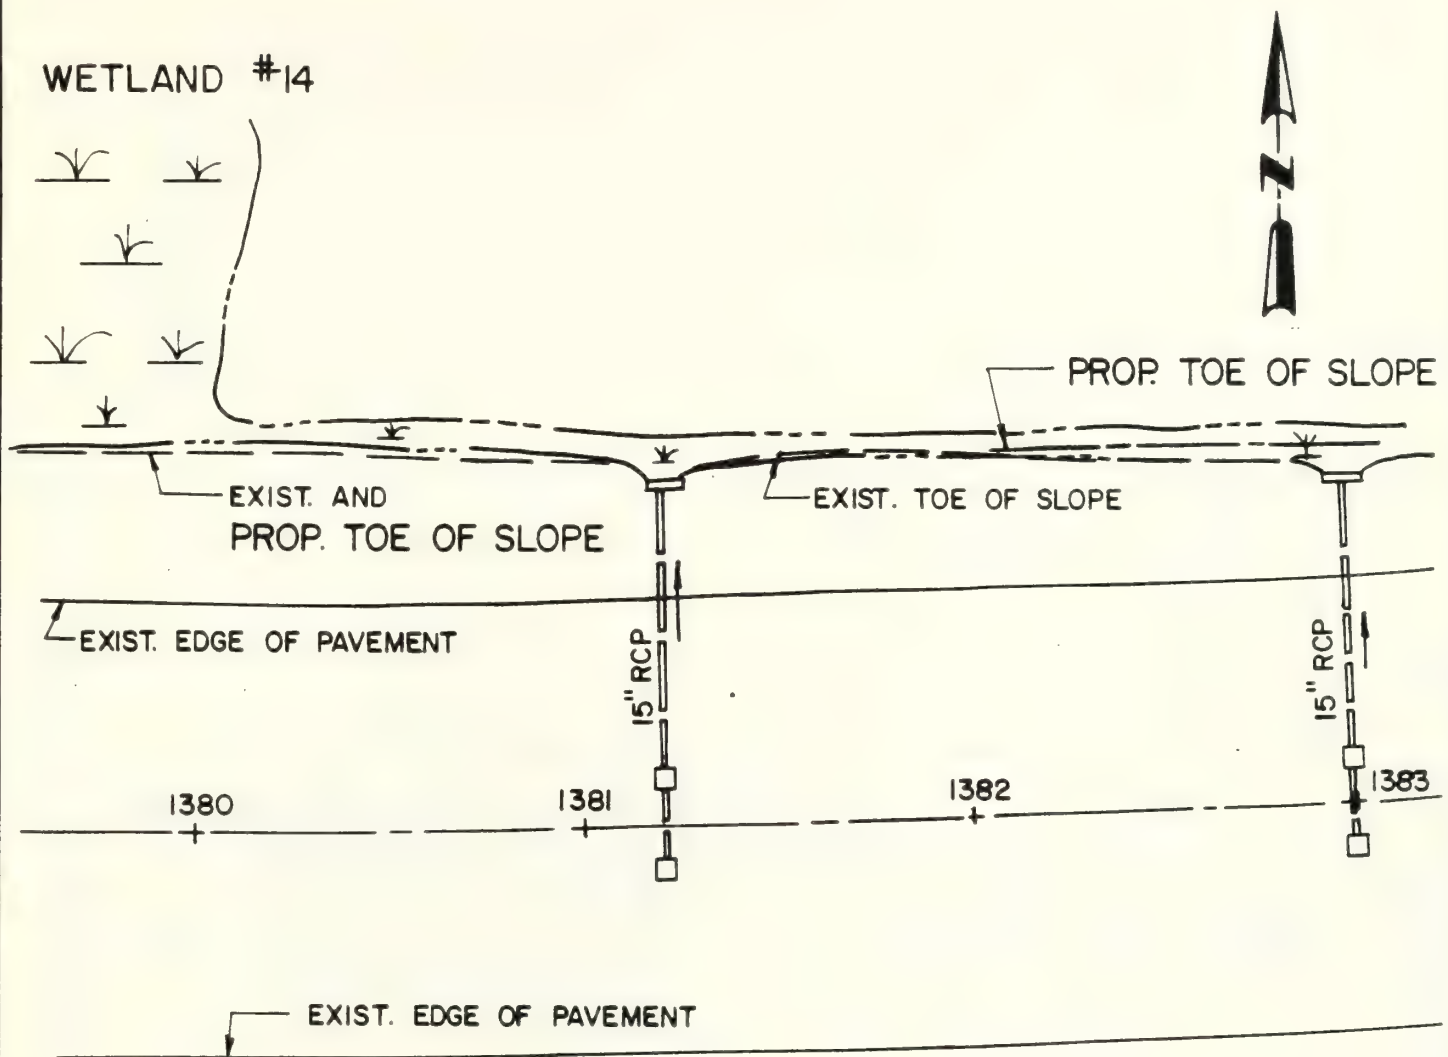 WETLAND #14
N
PROP. TOE OF SLOPE
EXIST. AND
PROP. TOE OF SLOPE
EXIST. TOE OF SLOPE
EXIST. EDGE OF PAVEMENT
15" RCP
15" RCP
1380
1381
1382
1383
EXIST. EDGE OF PAVEMENT